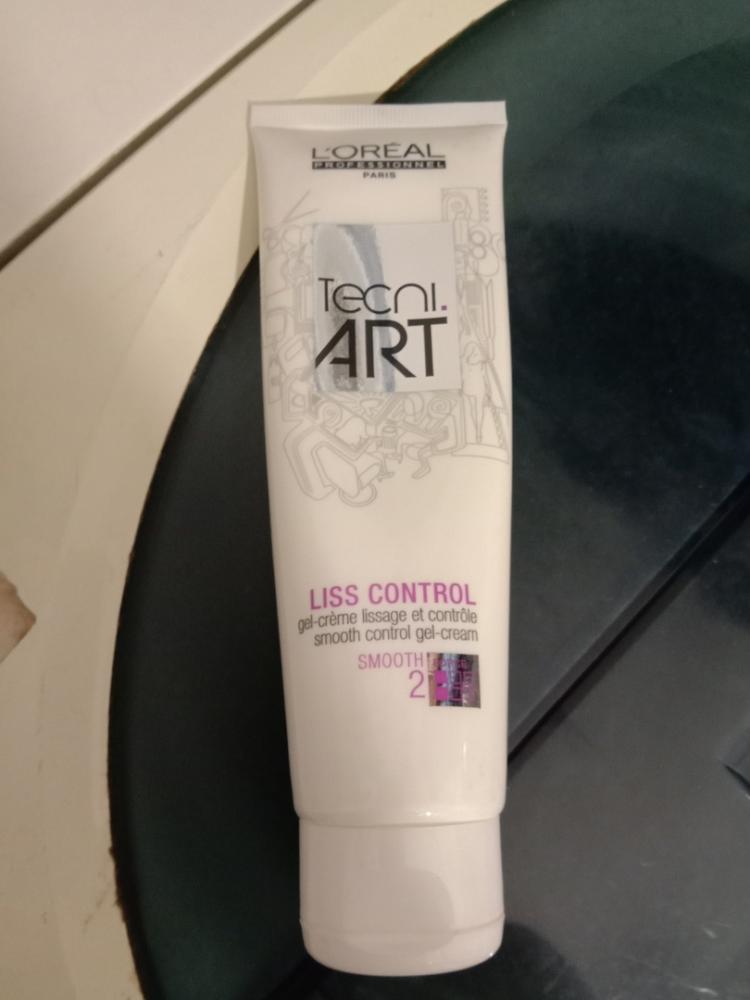 L'ORÉAL
PROFESSIONNEL
PARIS
Tecni.
ART
LISS CONTROL
gel-crème lissage et contrôle
smooth control gel-cream
SMOOTH
2